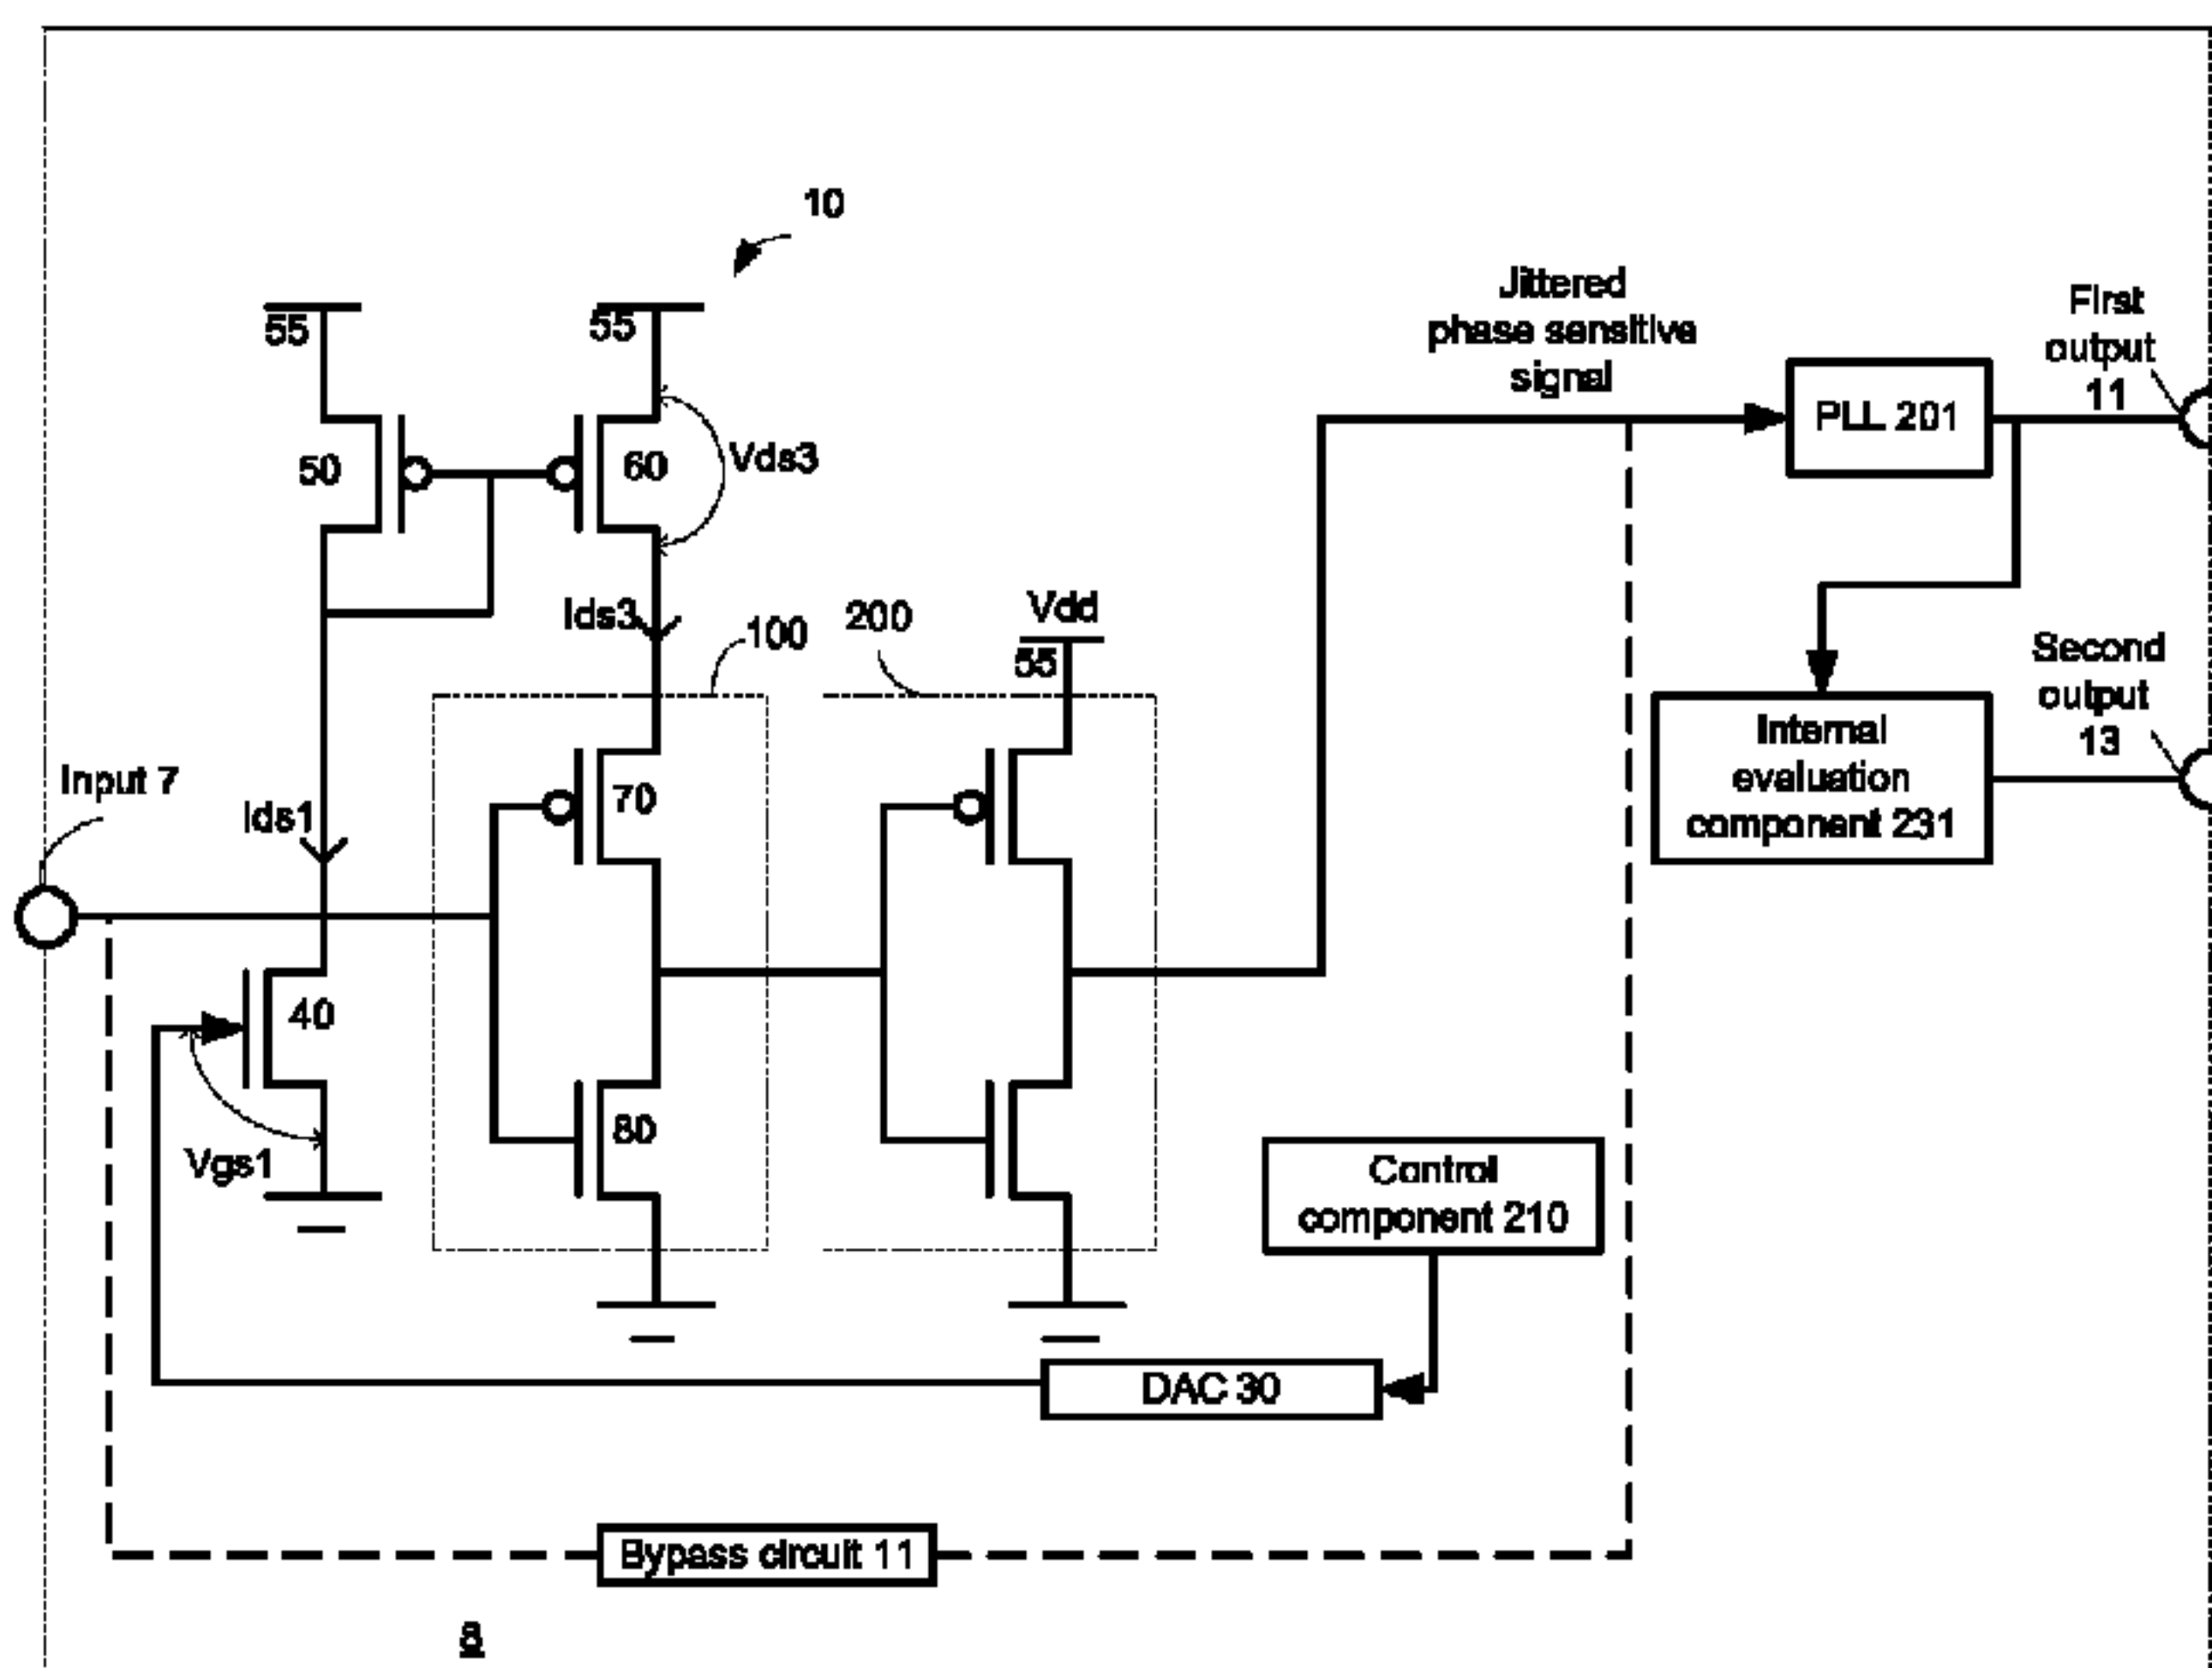 10
55
55
Jittered
phase sensitive
signal
First
output
11
PLL 201
50
60
Vds3
Ids3
100
200
Vdd
55
Second
output
13
Internal
evaluation
component 231
Input 7
Ids1
70
40
80
Vgs1
Control
component 210
DAC 30
Bypass circuit 11
8